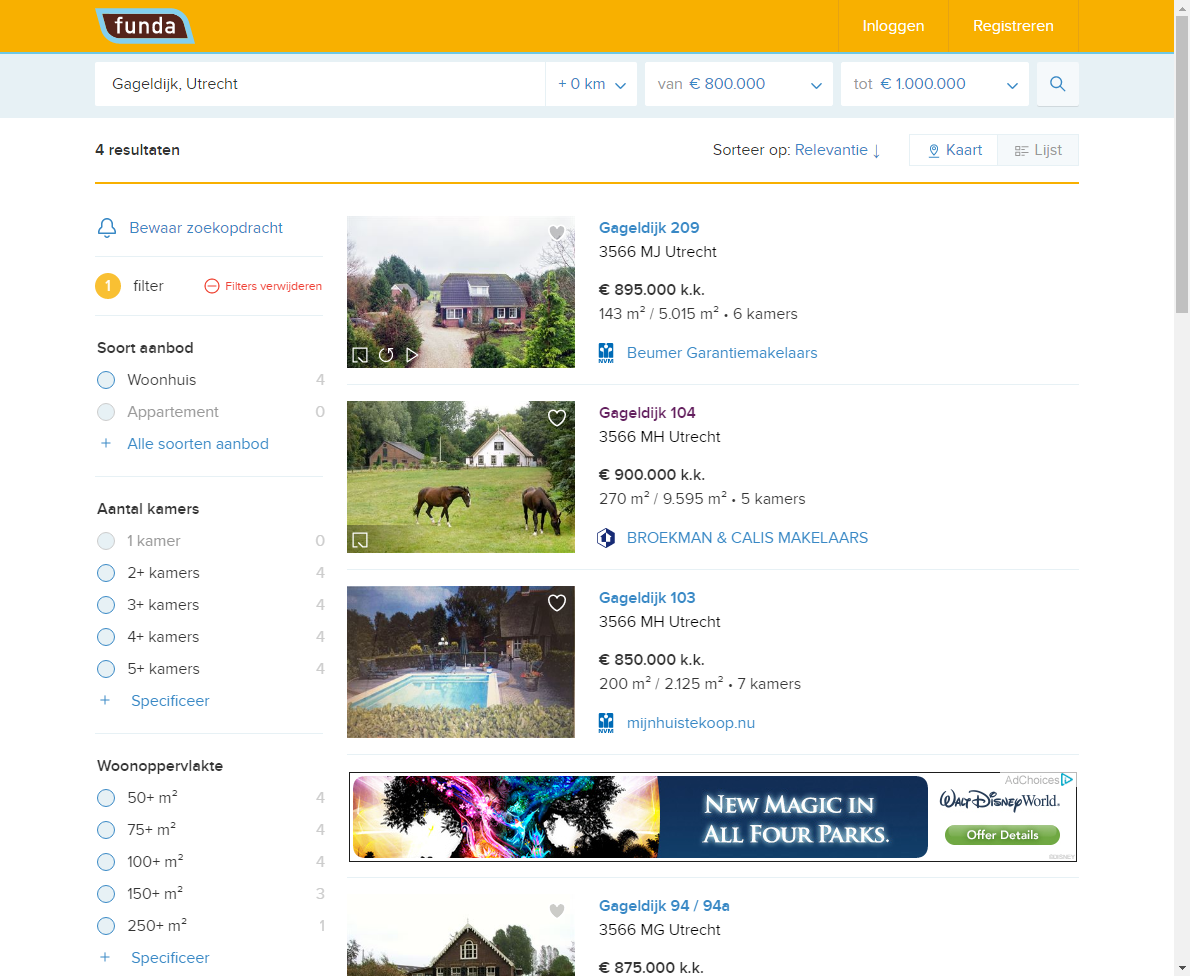 funda
Inloggen
Registreren
Gageldijk, Utrecht
+ 0 km
van € 800.000
tot € 1.000.000
4 resultaten
Sorteer op: Relevantie ↓
Kaart
Lijst
Bewaar zoekopdracht
1 filter
Filters verwijderen
Soort aanbod
Woonhuis 4
Appartement 0
+ Alle soorten aanbod
Aantal kamers
1 kamer 0
2+ kamers 4
3+ kamers 4
4+ kamers 4
5+ kamers 4
+ Specificeer
Woonoppervlakte
50+ m² 4
75+ m² 4
100+ m² 4
150+ m² 3
250+ m² 1
+ Specificeer
Gageldijk 209
3566 MJ Utrecht
€ 895.000 k.k.
143 m² / 5.015 m² • 6 kamers
NVM Beumer Garantiemakelaars
Gageldijk 104
3566 MH Utrecht
€ 900.000 k.k.
270 m² / 9.595 m² • 5 kamers
BROEKMAN & CALIS MAKELAARS
Gageldijk 103
3566 MH Utrecht
€ 850.000 k.k.
200 m² / 2.125 m² • 7 kamers
NVM mijnhuistekoop.nu
AdChoices
NEW MAGIC IN
ALL FOUR PARKS.
Walt Disney World.
Offer Details
©DISNEY
Gageldijk 94 / 94a
3566 MG Utrecht
€ 875.000 k.k.